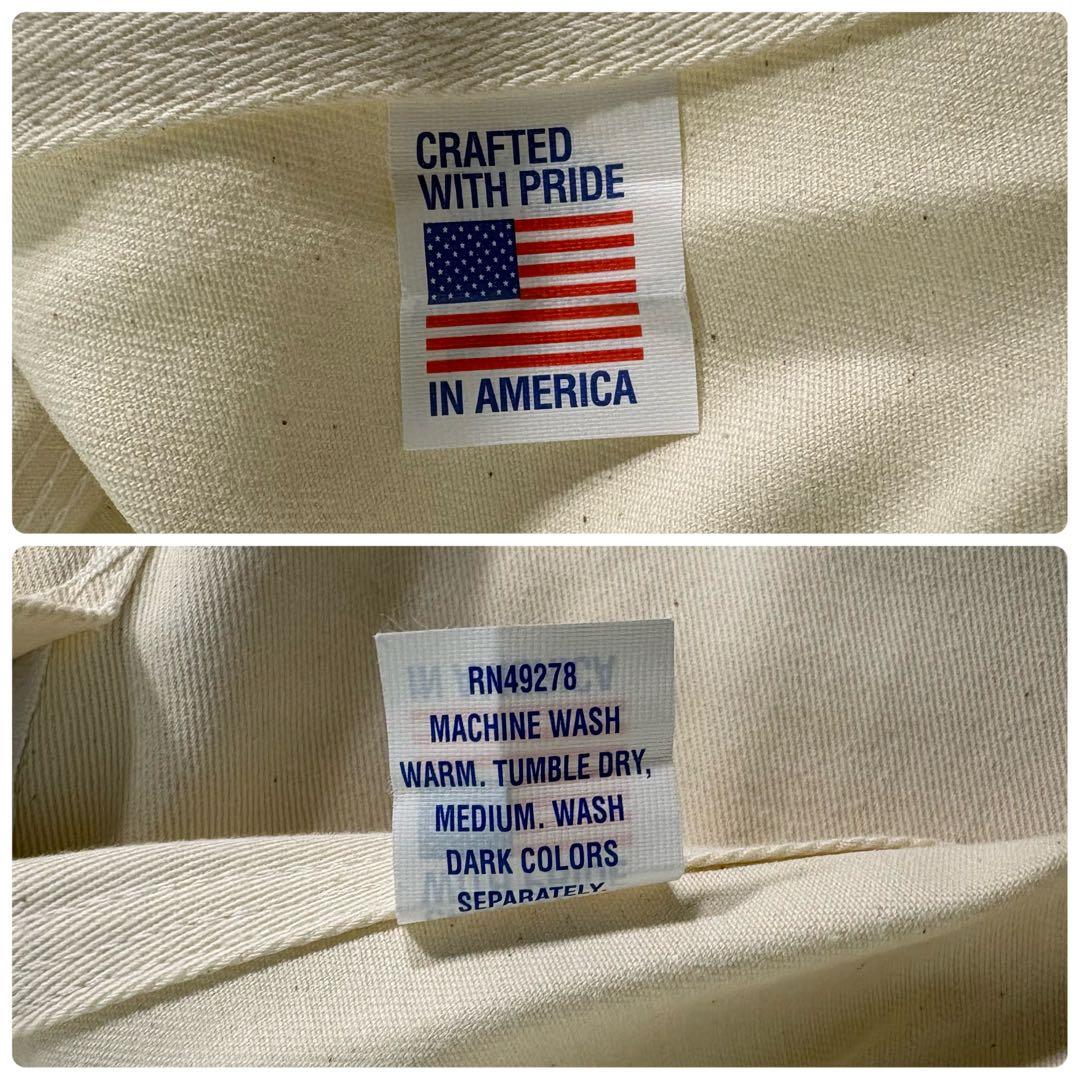 CRAFTED
WITH PRIDE
IN AMERICA
RN49278
MACHINE WASH
WARM. TUMBLE DRY,
MEDIUM. WASH
DARK COLORS
SEPARATELY.